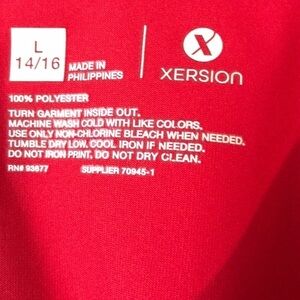 L
14/16
MADE IN
PHILIPPINES
X
XERSION
100% POLYESTER
TURN GARMENT INSIDE OUT.
MACHINE WASH COLD WITH LIKE COLORS.
USE ONLY NON-CHLORINE BLEACH WHEN NEEDED.
TUMBLE DRY LOW. COOL IRON IF NEEDED.
DO NOT IRON PRINT, DO NOT DRY CLEAN.
RN# 93677 SUPPLIER 70945-1